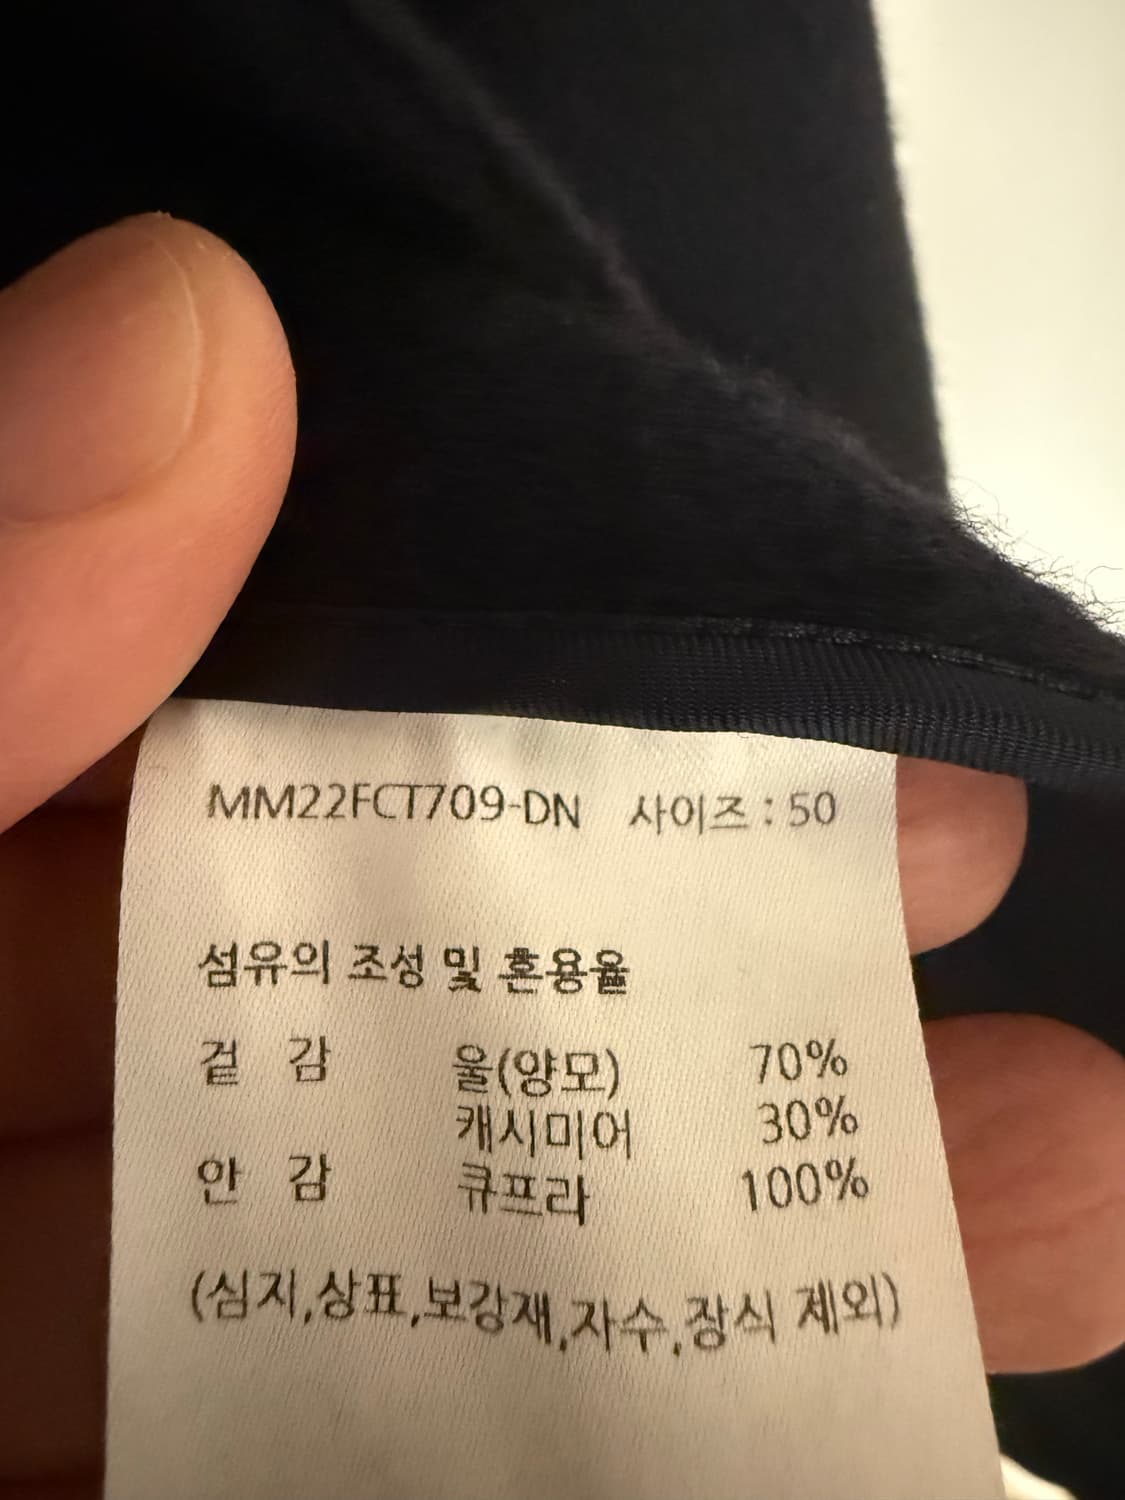 MM22FCT709-DN 사이즈 : 50
섬유의 조성 및 혼용율
겉 감 울(양모) 70%
캐시미어 30%
안 감 큐프라 100%
(심지,상표,보강재,자수,장식 제외)